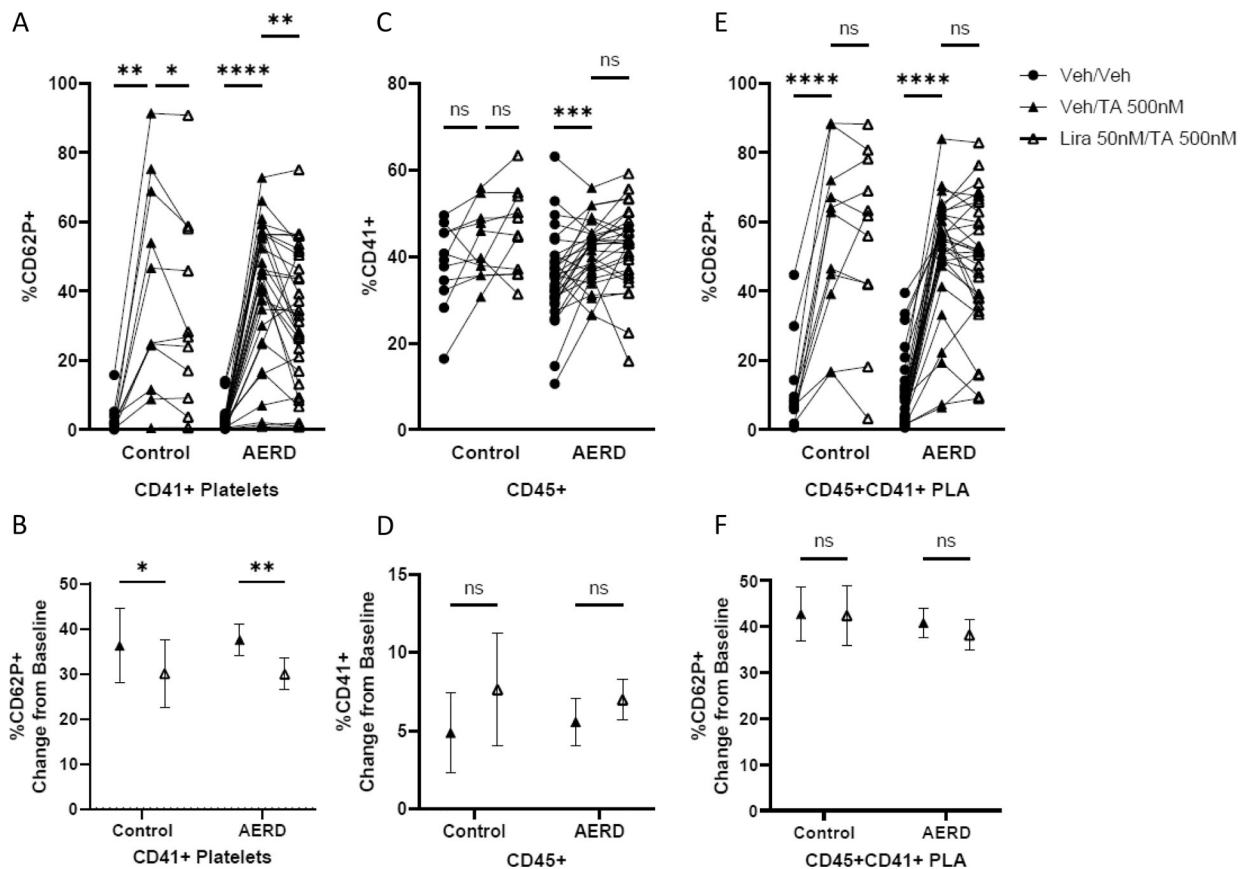 A
** * **** **
%CD62P+
100
80
60
40
20
0
Control AERD
CD41+ Platelets
C
ns ns *** ns
%CD41+
80
60
40
20
0
Control AERD
CD45+
E
**** ns **** ns
%CD62P+
100
80
60
40
20
0
Control AERD
CD45+CD41+ PLA
Veh/Veh
Veh/TA 500nM
Lira 50nM/TA 500nM
B
* **
%CD62P+
Change from Baseline
50
40
30
20
10
0
Control AERD
CD41+ Platelets
D
ns ns
%CD41+
Change from Baseline
15
10
5
0
Control AERD
CD45+
F
ns ns
%CD62P+
Change from Baseline
50
40
30
20
10
0
Control AERD
CD45+CD41+ PLA